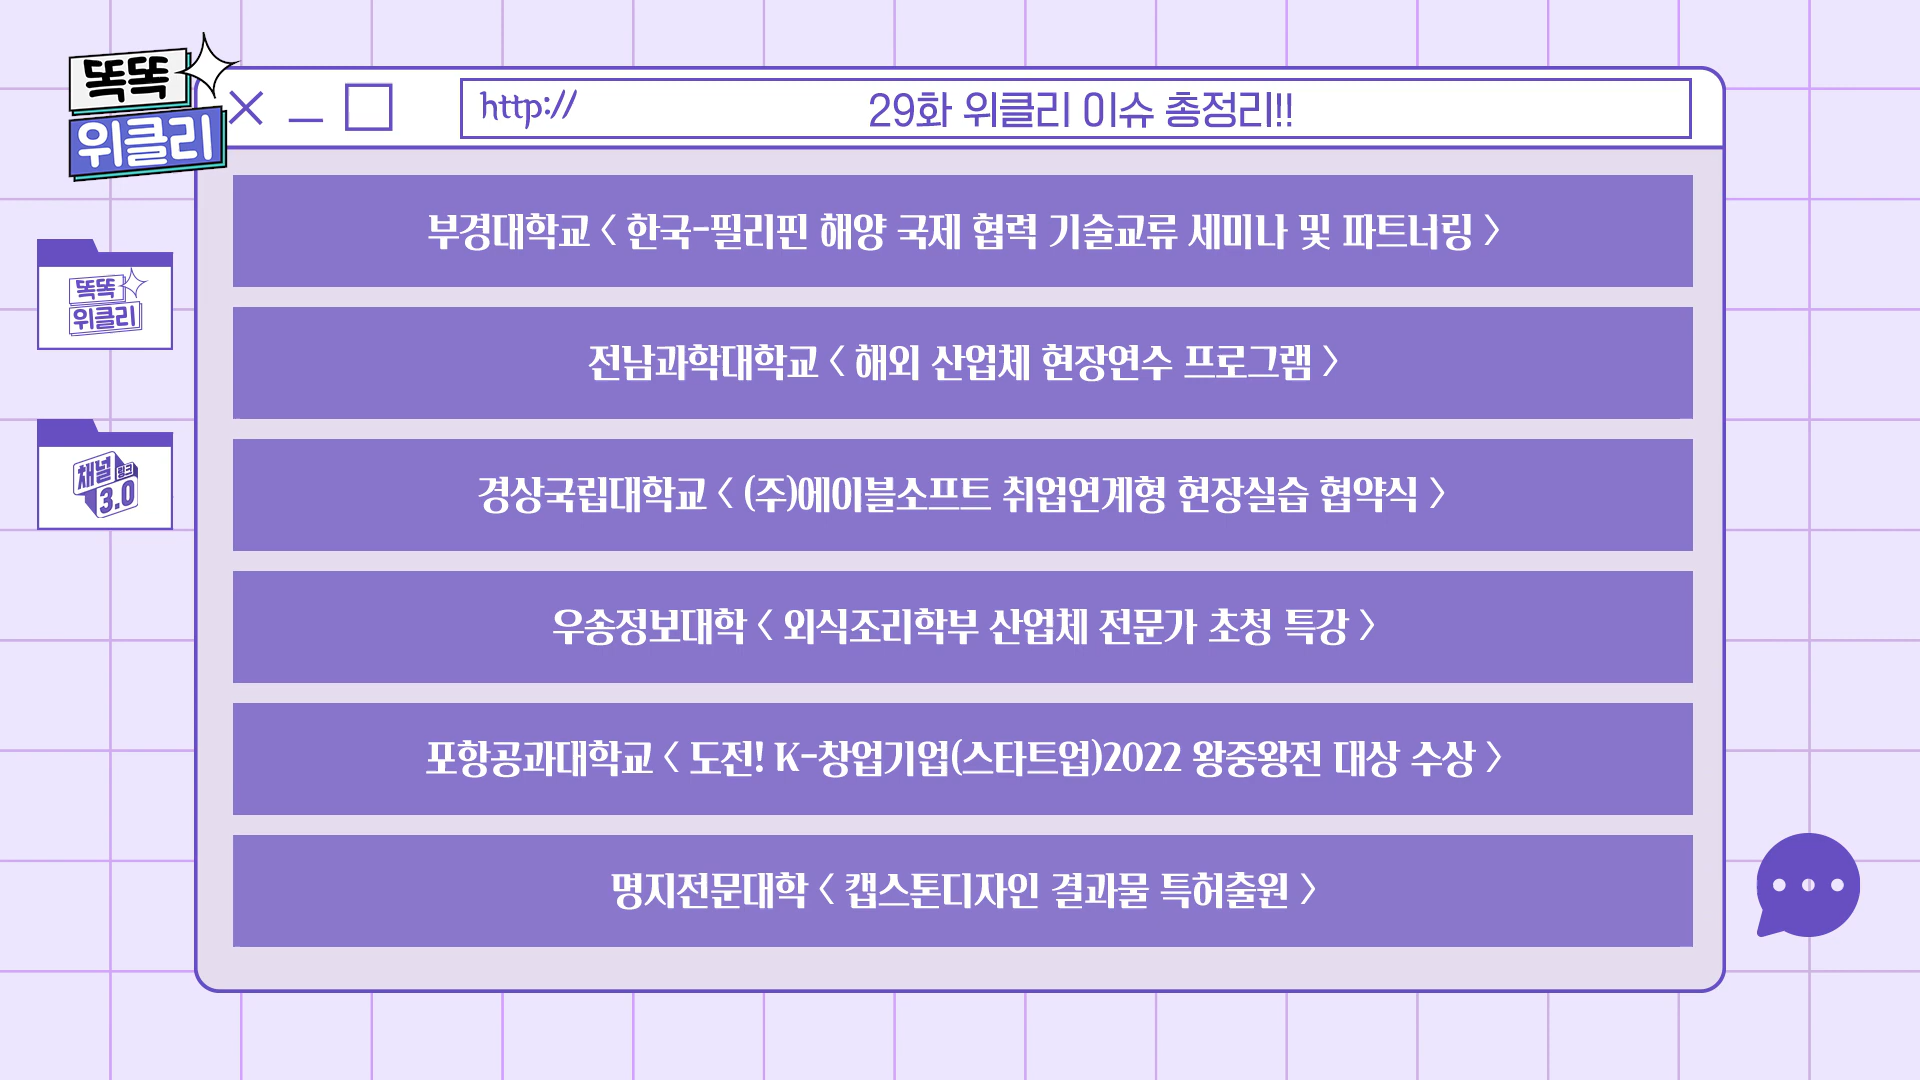 똑똑
위클리
http://
29화 위클리 이슈 총정리!!
부경대학교 < 한국-필리핀 해양 국제 협력 기술교류 세미나 및 파트너링 >
똑똑
위클리
전남과학대학교 < 해외 산업체 현장연수 프로그램 >
채널 링크
3.0
경상국립대학교 < (주)에이블소프트 취업연계형 현장실습 협약식 >
우송정보대학 < 외식조리학부 산업체 전문가 초청 특강 >
포항공과대학교 < 도전! K-창업기업(스타트업)2022 왕중왕전 대상 수상 >
명지전문대학 < 캡스톤디자인 결과물 특허출원 >